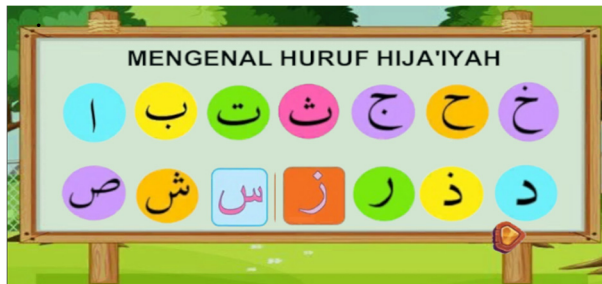 MENGENAL HURUF HIJA'IYAH
ا ب ت ث ج ح خ
د ذ ر ز س ش ص